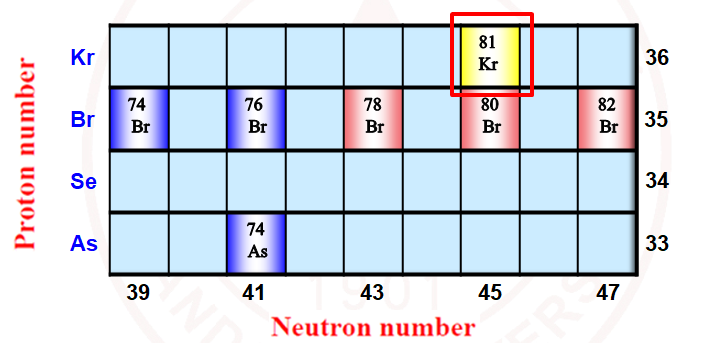 Proton number
Kr
81
Kr
36
Br
74
Br
76
Br
78
Br
80
Br
82
Br
35
Se
34
As
74
As
33
39
41
43
45
47
Neutron number
1901